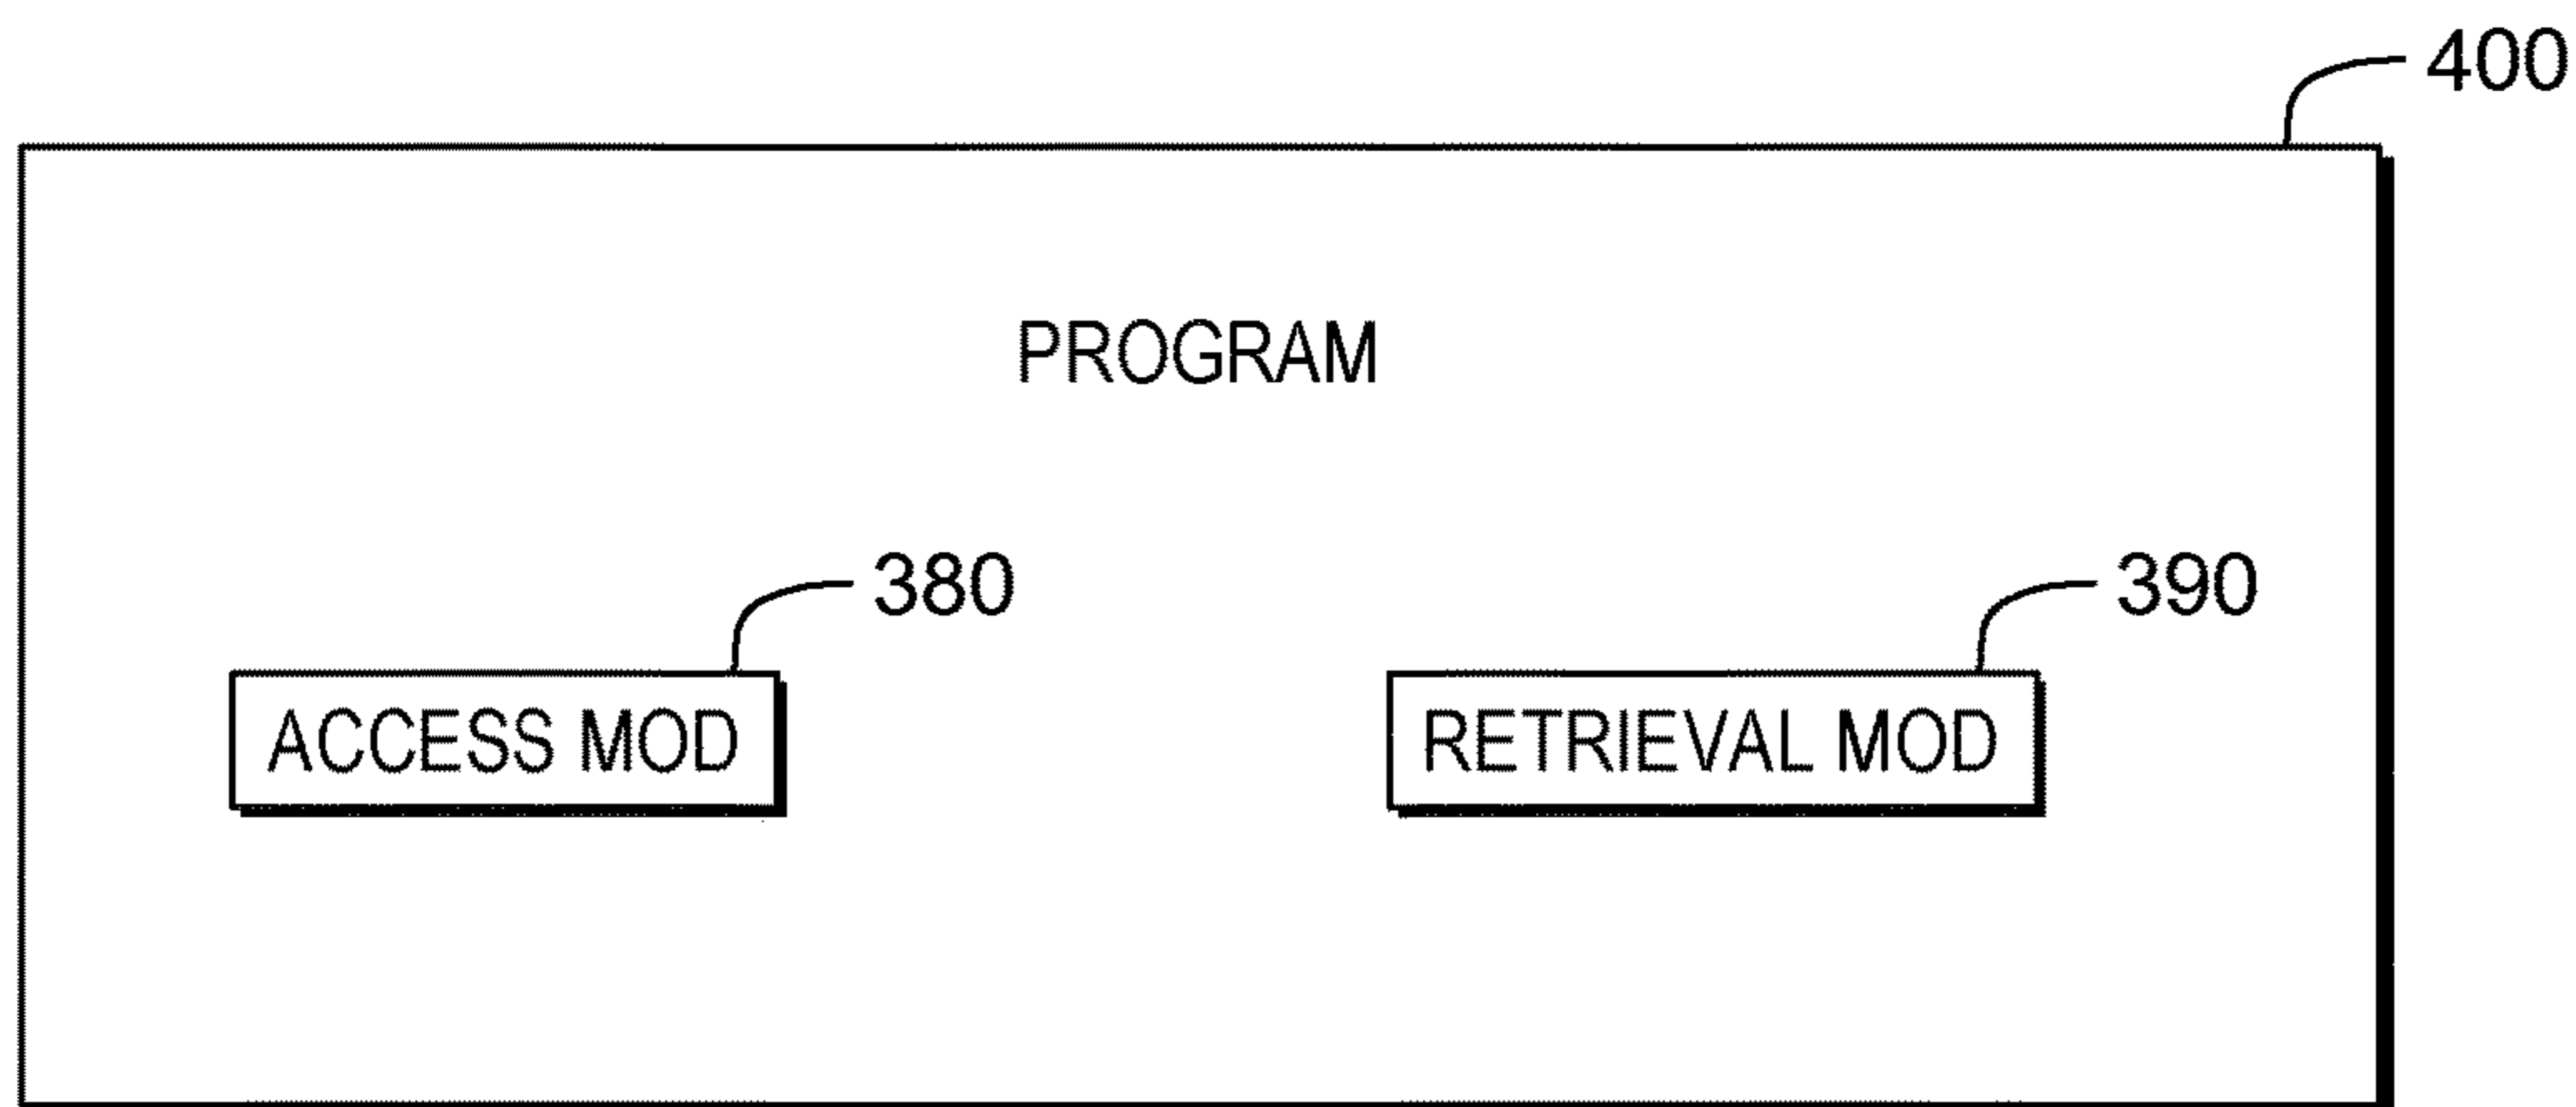 400
PROGRAM
380
390
ACCESS MOD
RETRIEVAL MOD